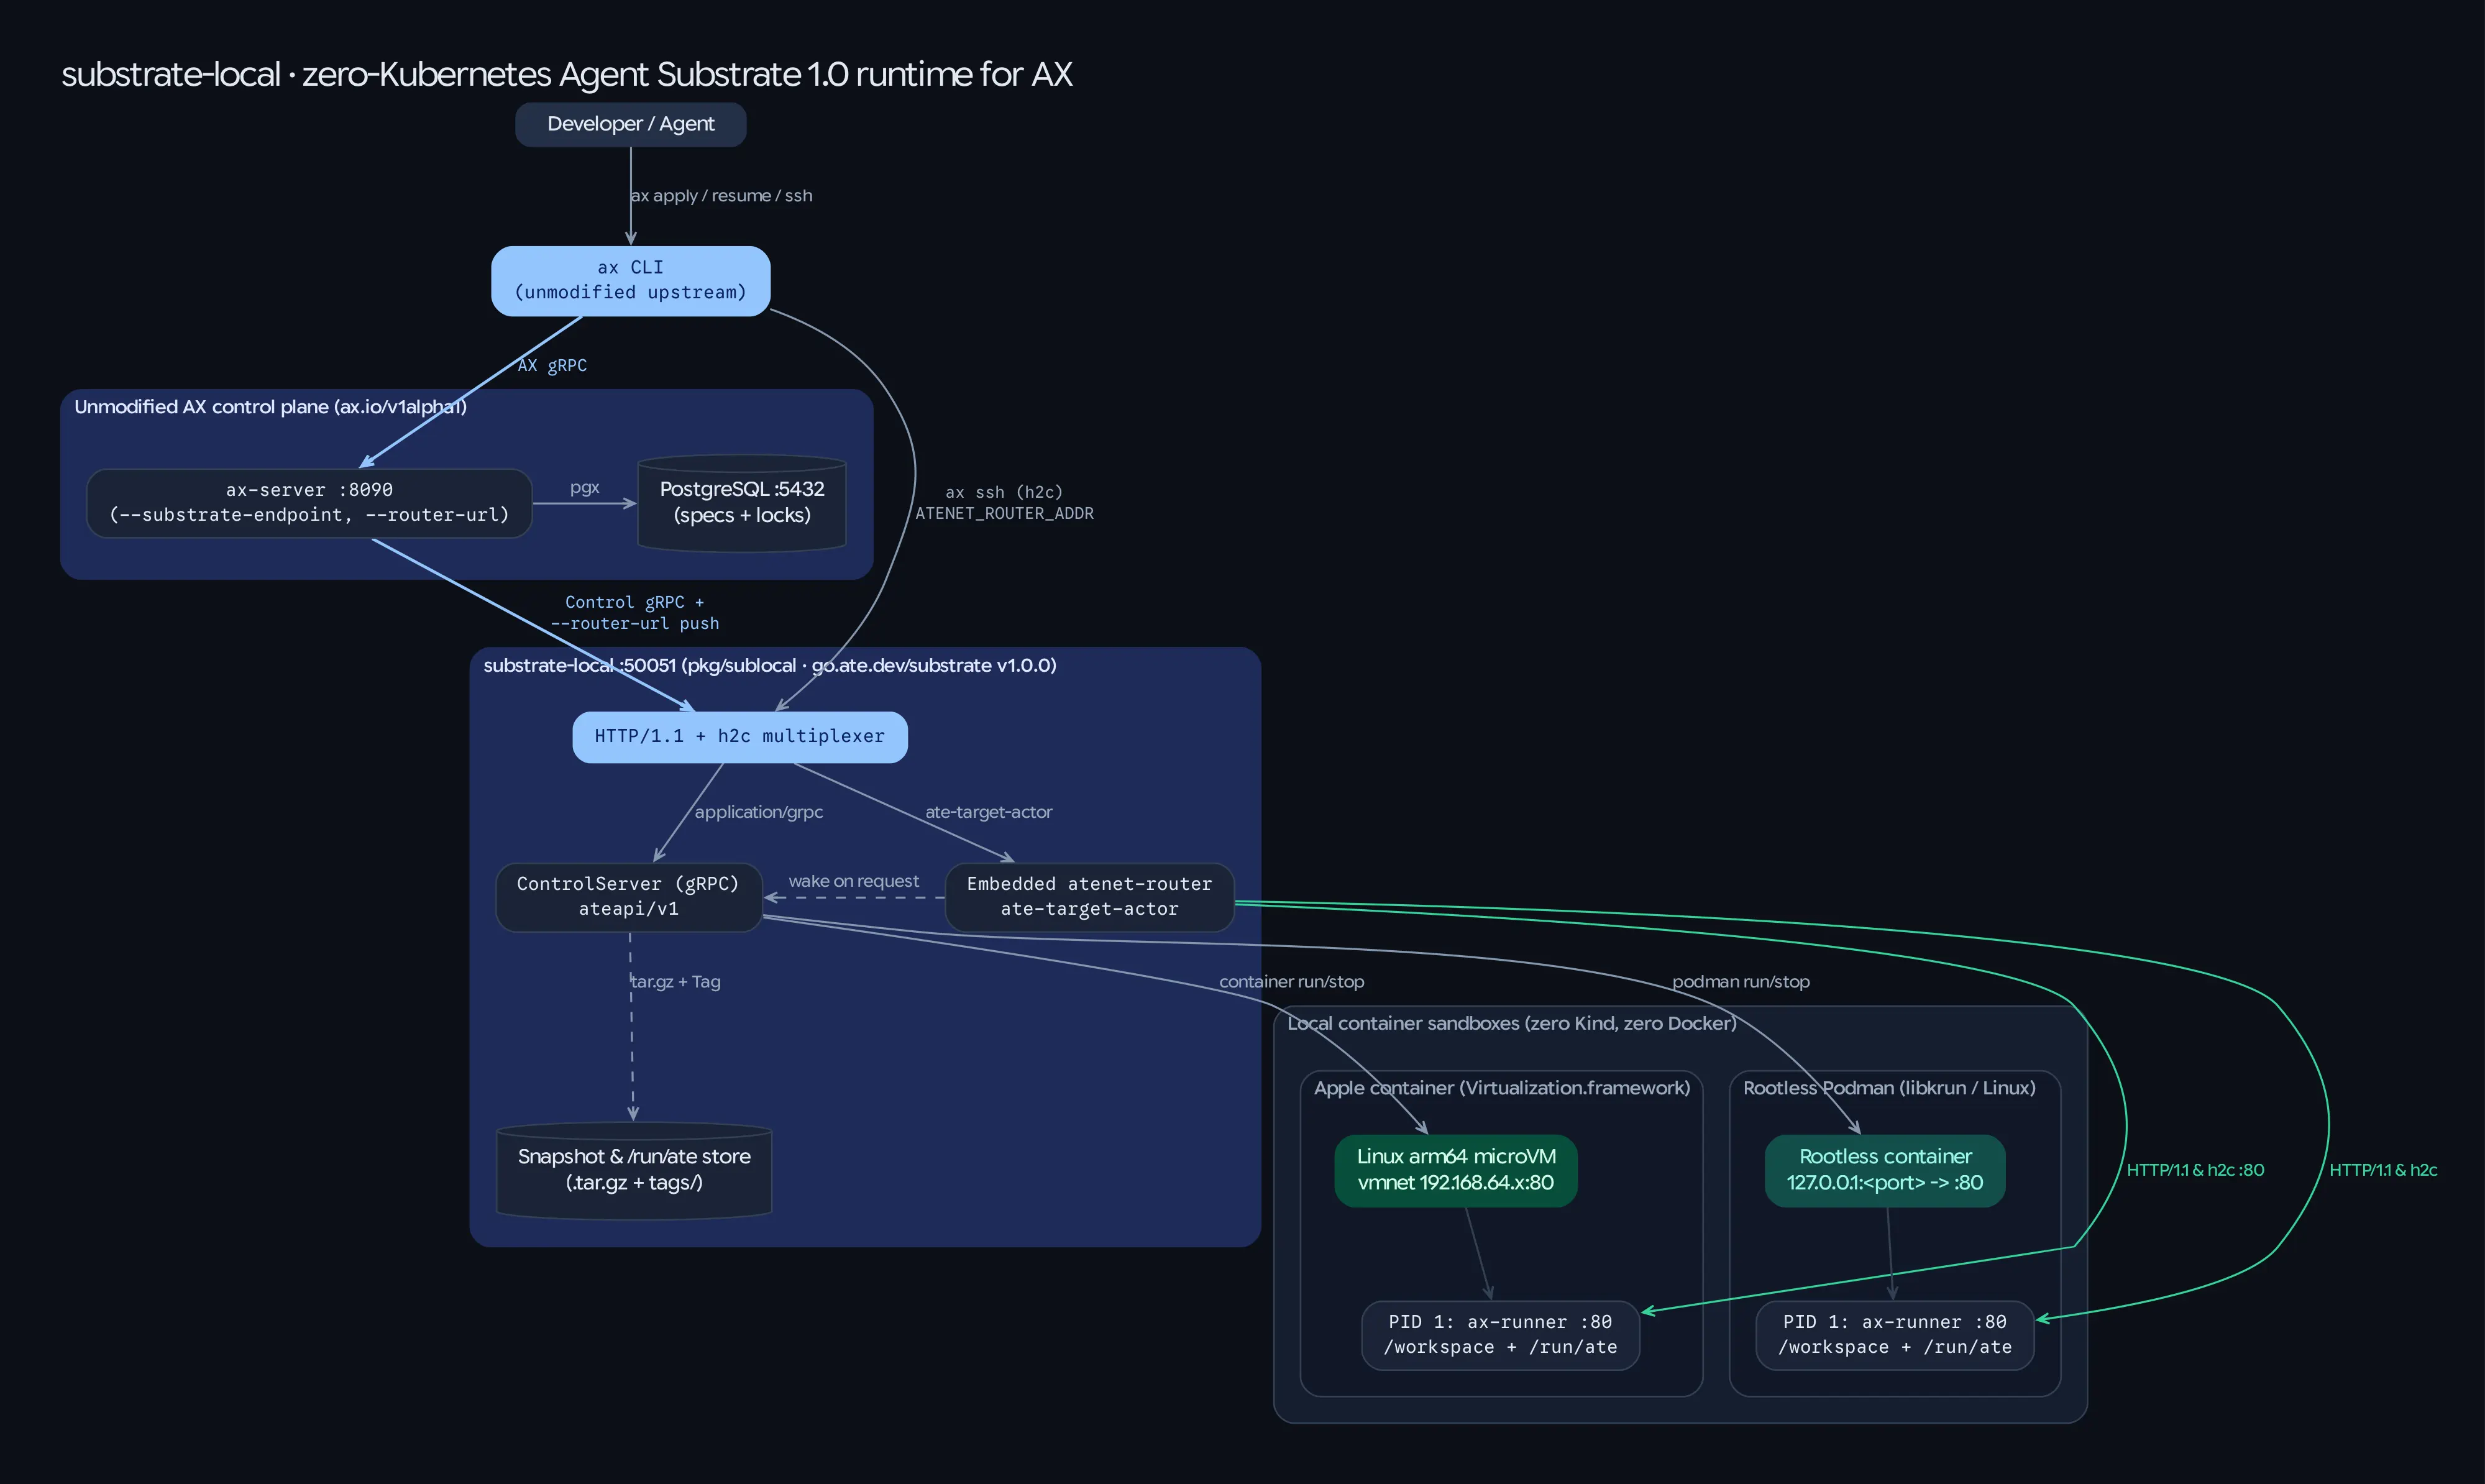 substrate-local · zero-Kubernetes Agent Substrate 1.0 runtime for AX
Developer / Agent
ax apply / resume / ssh
ax CLI
(unmodified upstream)
AX gRPC
Unmodified AX control plane (ax.io/v1alpha1)
ax-server :8090
(--substrate-endpoint, --router-url)
pgx
PostgreSQL :5432
(specs + locks)
ax ssh (h2c)
ATENET_ROUTER_ADDR
Control gRPC +
--router-url push
substrate-local :50051 (pkg/sublocal · go.ate.dev/substrate v1.0.0)
HTTP/1.1 + h2c multiplexer
application/grpc
ate-target-actor
ControlServer (gRPC)
ateapi/v1
wake on request
Embedded atenet-router
ate-target-actor
tar.gz + Tag
container run/stop
podman run/stop
Local container sandboxes (zero Kind, zero Docker)
Apple container (Virtualization.framework)
Rootless Podman (libkrun / Linux)
Snapshot & /run/ate store
(.tar.gz + tags/)
Linux arm64 microVM
vmnet 192.168.64.x:80
Rootless container
127.0.0.1:<port> -> :80
HTTP/1.1 & h2c :80
HTTP/1.1 & h2c
PID 1: ax-runner :80
/workspace + /run/ate
PID 1: ax-runner :80
/workspace + /run/ate